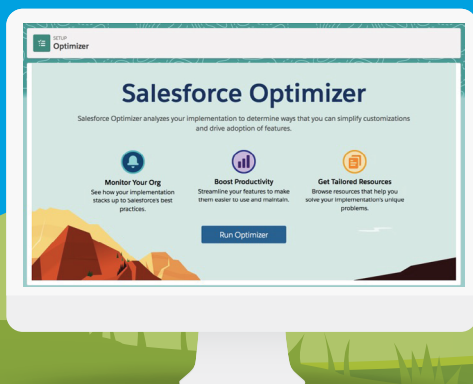 SETUP
Optimizer
Salesforce Optimizer
Salesforce Optimizer analyzes your implementation to determine ways that you can simplify customizations
and drive adoption of features.
Monitor Your Org
See how your implementation
stacks up to Salesforce's best
practices.
Boost Productivity
Streamline your features to make
them easier to use and maintain.
Get Tailored Resources
Browse resources that help you
solve your implementation's unique
problems.
Run Optimizer